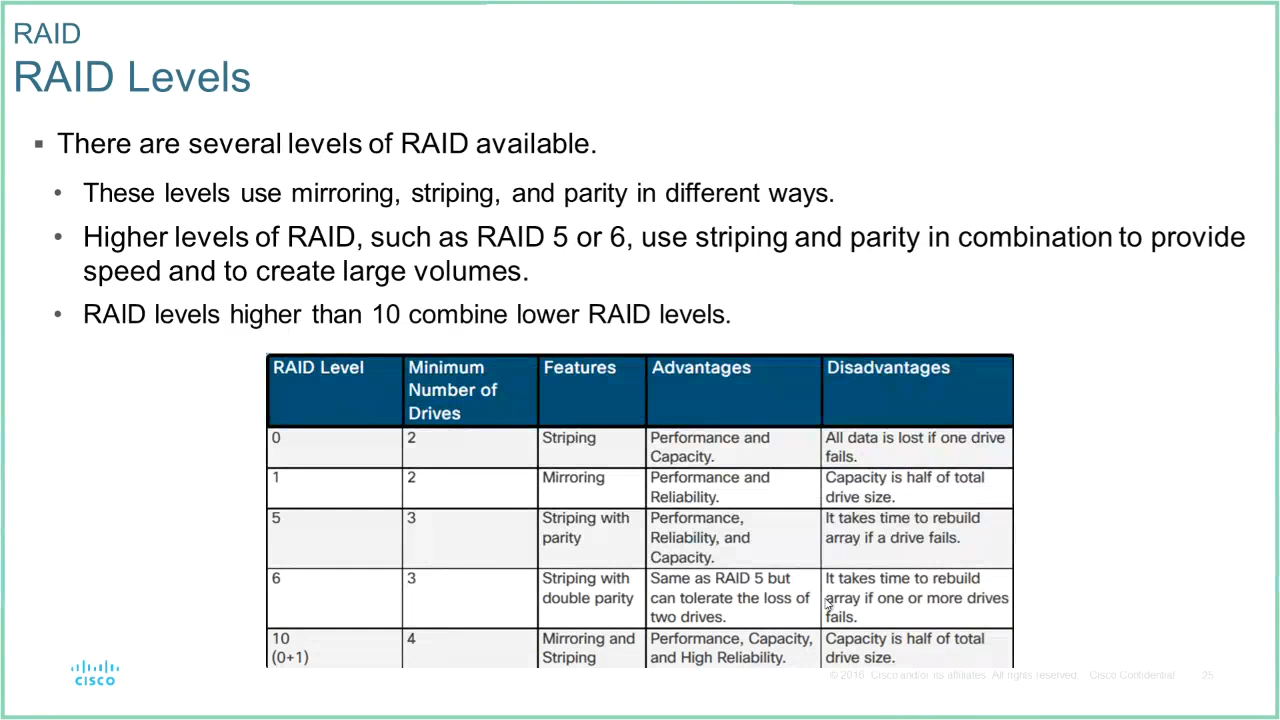 RAID
RAID Levels
▪ There are several levels of RAID available.
• These levels use mirroring, striping, and parity in different ways.
• Higher levels of RAID, such as RAID 5 or 6, use striping and parity in combination to provide
speed and to create large volumes.
• RAID levels higher than 10 combine lower RAID levels.
RAID Level Minimum Number of Drives Features Advantages Disadvantages
0 2 Striping Performance and Capacity. All data is lost if one drive fails.
1 2 Mirroring Performance and Reliability. Capacity is half of total drive size.
5 3 Striping with parity Performance, Reliability, and Capacity. It takes time to rebuild array if a drive fails.
6 3 Striping with double parity Same as RAID 5 but can tolerate the loss of two drives. It takes time to rebuild array if one or more drives fails.
10 (0+1) 4 Mirroring and Striping Performance, Capacity, and High Reliability. Capacity is half of total drive size.
CISCO
© 2016 Cisco and/or its affiliates. All rights reserved. Cisco Confidential 25